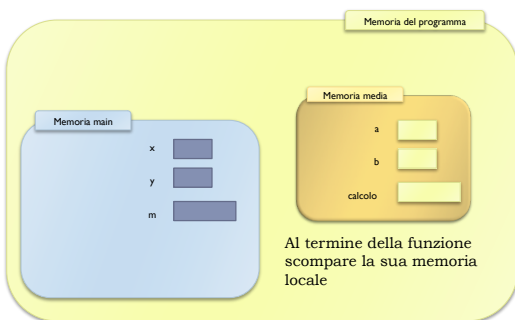 Memoria del programma
Memoria main
x
y
m
Memoria media
a
b
calcolo
Al termine della funzione
scompare la sua memoria
locale